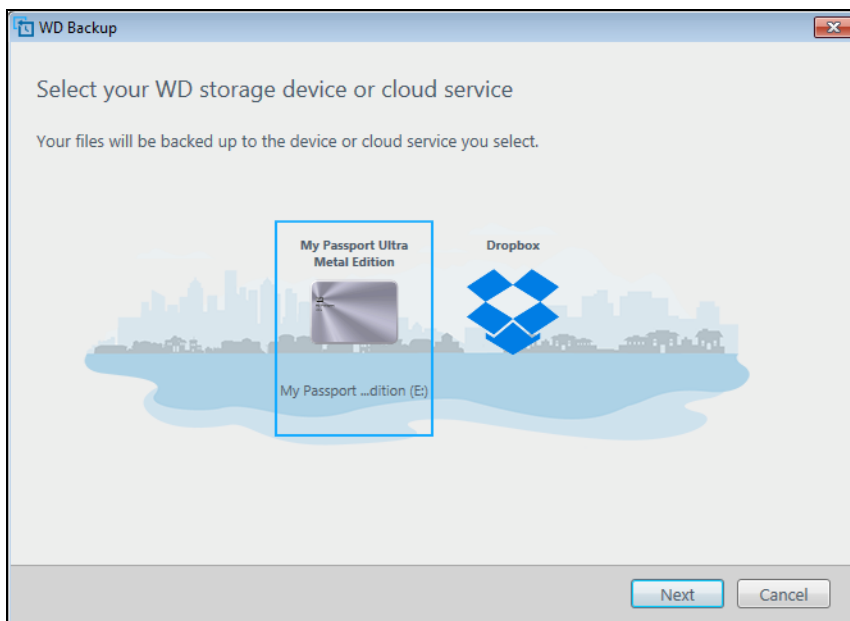 WD Backup
Select your WD storage device or cloud service
Your files will be backed up to the device or cloud service you select.
My Passport Ultra
Metal Edition
Dropbox
My Passport ...dition (E:)
Next
Cancel